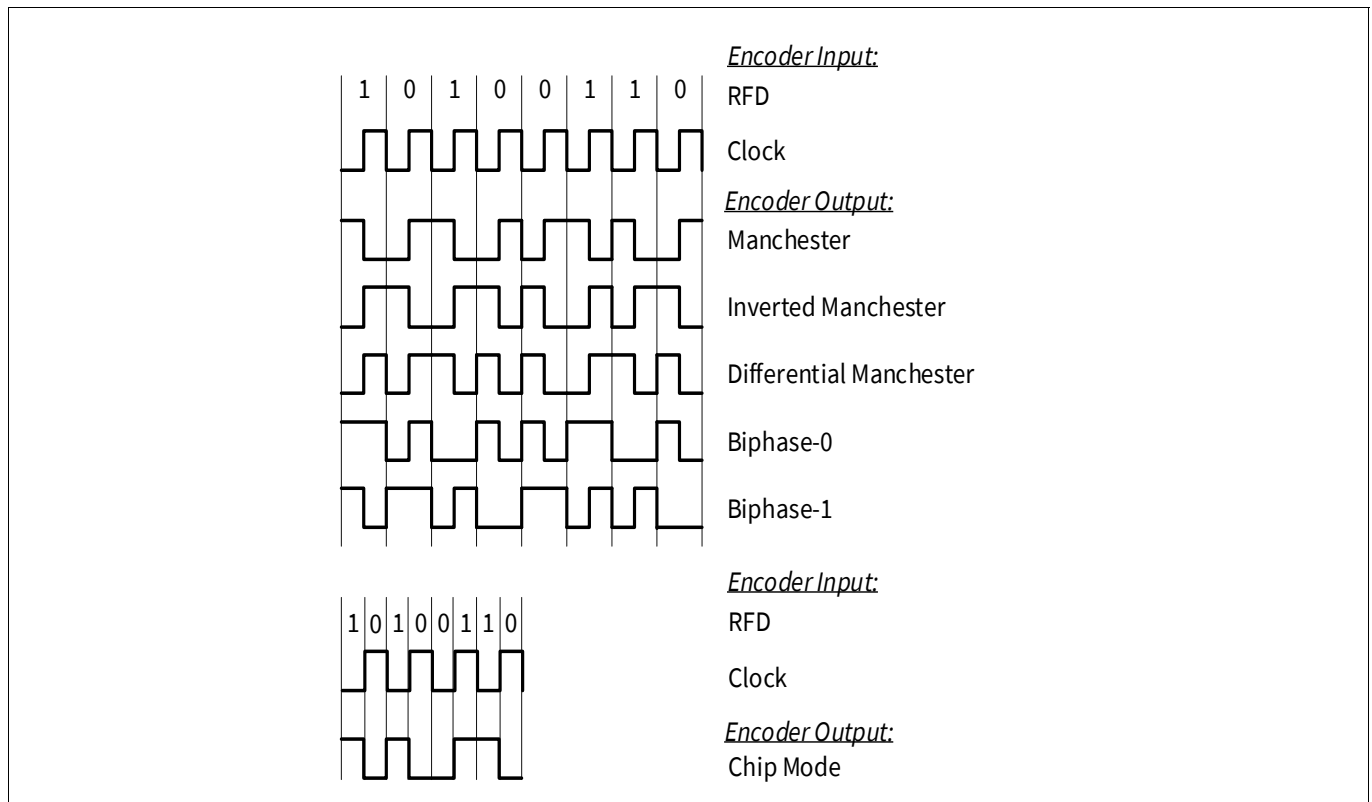 Encoder Input:
1 0 1 0 0 1 1 0 RFD
Clock
Encoder Output:
Manchester
Inverted Manchester
Differential Manchester
Biphase-0
Biphase-1
Encoder Input:
1 0 1 0 0 1 1 0 RFD
Clock
Encoder Output:
Chip Mode